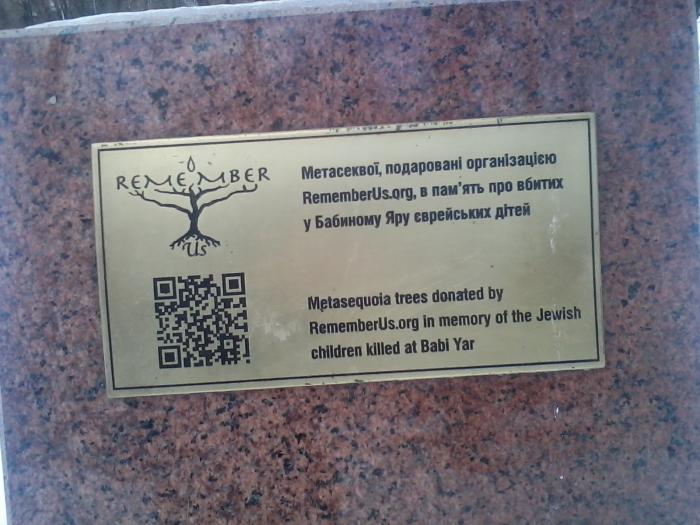 REMEMBER
Us
Метасеквої, подаровані організацією
RememberUs.org, в пам'ять про вбитих
у Бабиному Яру єврейських дітей
Metasequoia trees donated by
RememberUs.org in memory of the Jewish
children killed at Babi Yar